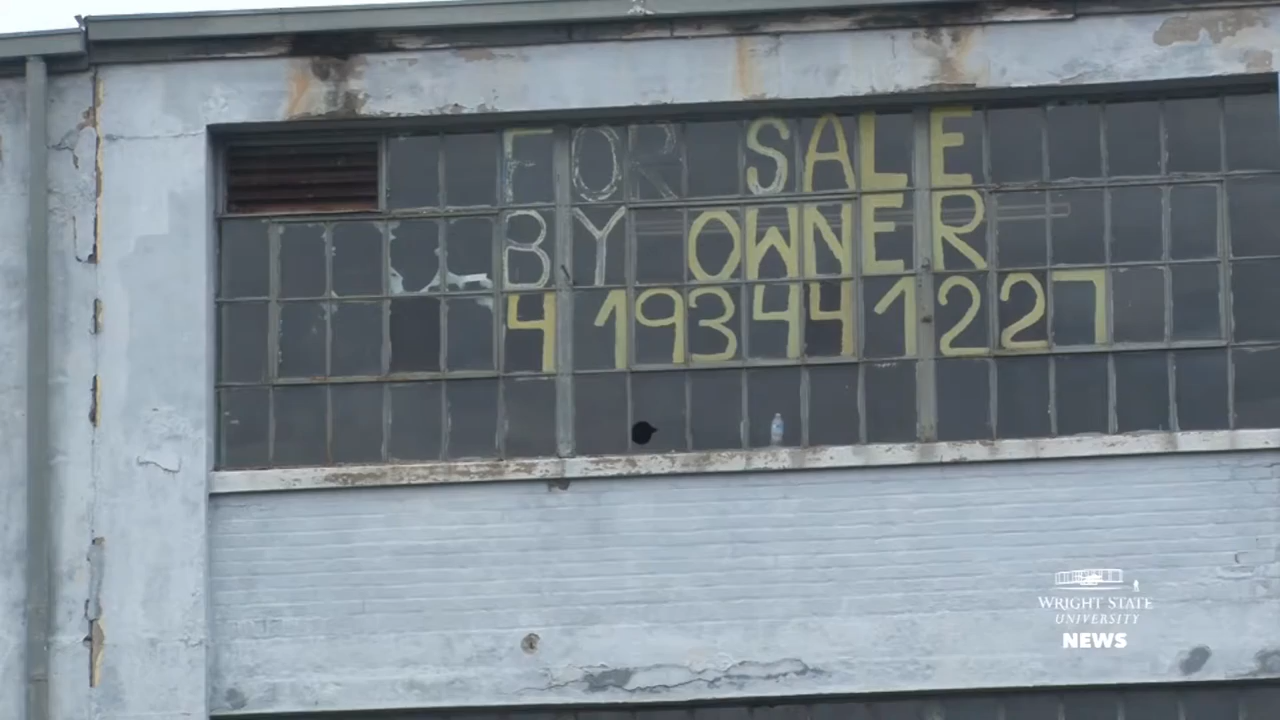 FOR SALE
BY OWNER
4193441227
WRIGHT STATE
UNIVERSITY
NEWS